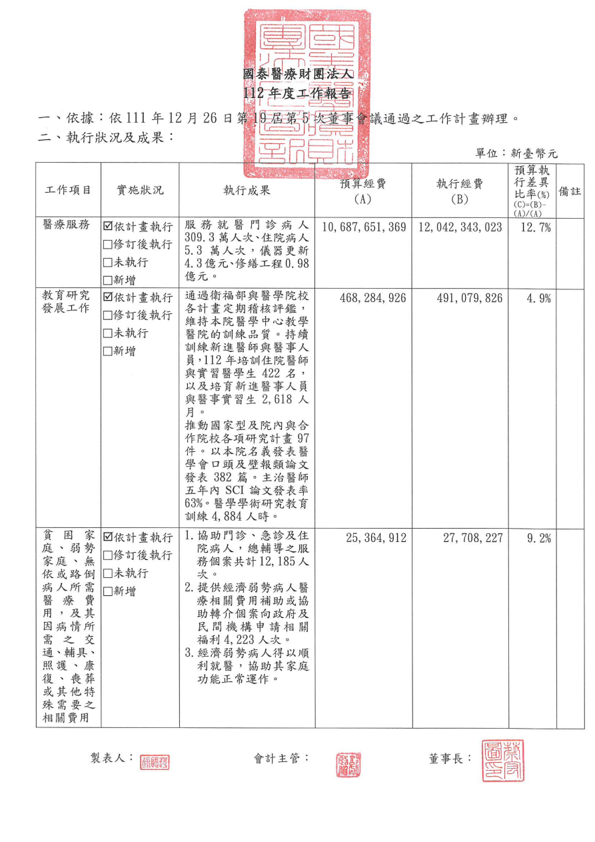 國泰醫療財團法人
112 年度工作報告
一、依據：依 111 年 12 月 26 日第 19 屆第 5 次董事會議通過之工作計畫辦理。
二、執行狀況及成果：
單位：新臺幣元
工作項目 實施狀況 執行成果 預算經費 (A) 執行經費 (B) 預算執行差異比率(%) (C)=(B)-(A)/(A) 備註
醫療服務
☑依計畫執行
□修訂後執行
□未執行
□新增
服務就醫門診病人
309.3 萬人次、住院病人
5.3 萬人次，儀器更新
4.3 億元、修繕工程 0.98
億元。
10,687,651,369 12,042,343,023 12.7%
教育研究
發展工作
☑依計畫執行
□修訂後執行
□未執行
□新增
通過衛福部與醫學院校
各計畫定期稽核評鑑，
維持本院醫學中心教學
醫院的訓練品質。持續
訓練新進醫師與醫事人
員，112 年培訓住院醫師
與實習醫學生 422 名，
以及培育新進醫事人員
與醫事實習生 2,618 人
月。
推動國家型及院內與合
作院校各項研究計畫 97
件。以本院名義發表醫
學會口頭及壁報類論文
發表 382 篇。主治醫師
五年內 SCI 論文發表率
63%。醫學學術研究教育
訓練 4,884 人時。
468,284,926 491,079,826 4.9%
貧困家
庭、弱勢
家庭、無
依或路倒
病人所需
醫療費
用，及其
因病情所
需之交
通、輔具、
照護、康
復、喪葬
或其他特
殊需要之
相關費用
☑依計畫執行
□修訂後執行
□未執行
□新增
1. 協助門診、急診及住
院病人，總輔導之服
務個案共計 12,185 人
次。
2. 提供經濟弱勢病人醫
療相關費用補助或協
助轉介個案向政府及
民間機構申請相關
福利 4,223 人次。
3. 經濟弱勢病人得以順
利就醫，協助其家庭
功能正常運作。
25,364,912 27,708,227 9.2%
製表人： 會計主管： 董事長：